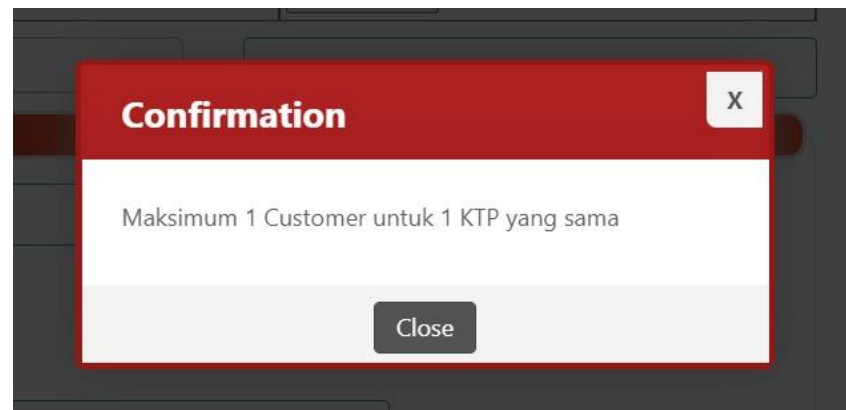 Confirmation
X
Maksimum 1 Customer untuk 1 KTP yang sama
Close